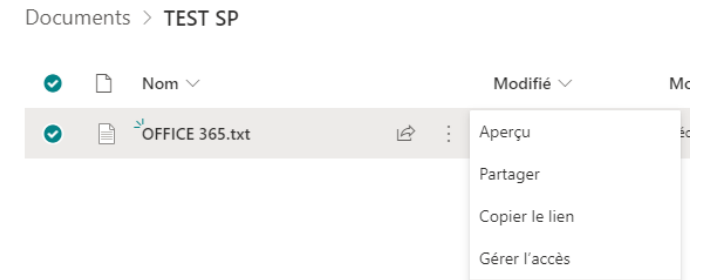 Documents > TEST SP
Nom Modifié
OFFICE 365.txt
Aperçu
Partager
Copier le lien
Gérer l'accès